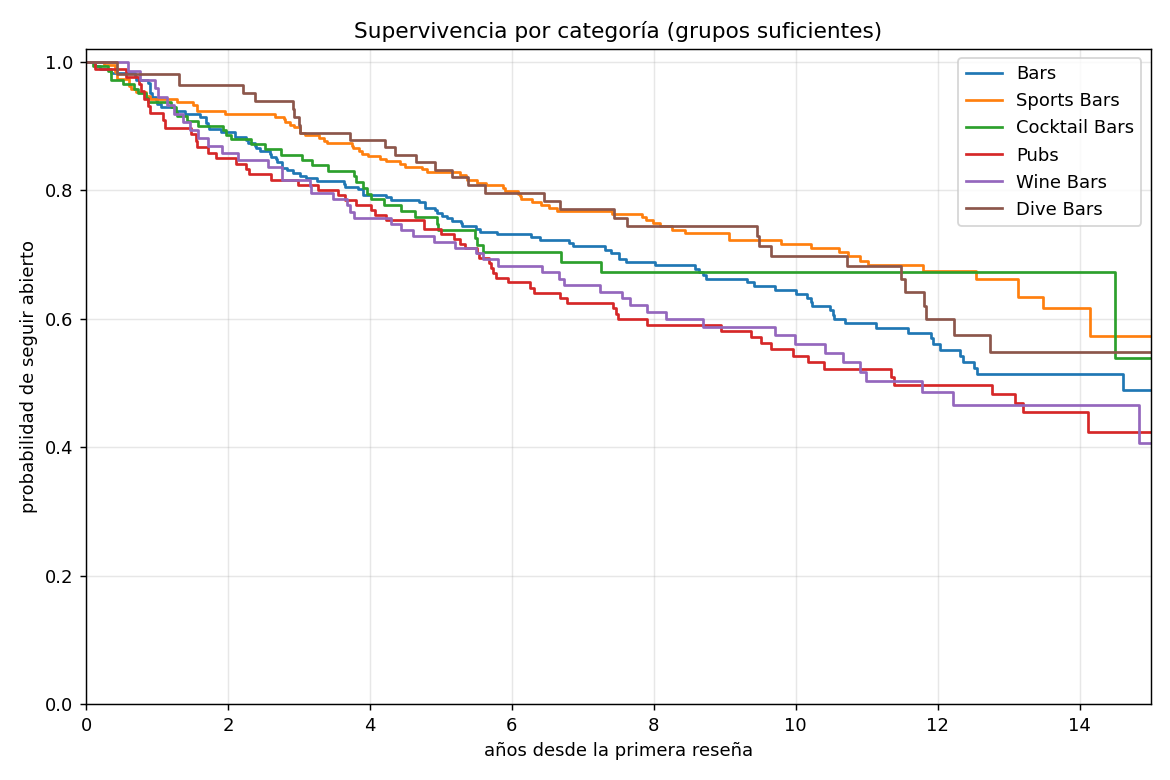 Supervivencia por categoría (grupos suficientes)
probabilidad de seguir abierto
1.0
0.8
0.6
0.4
0.2
0.0
Bars
Sports Bars
Cocktail Bars
Pubs
Wine Bars
Dive Bars
0 2 4 6 8 10 12 14
años desde la primera reseña